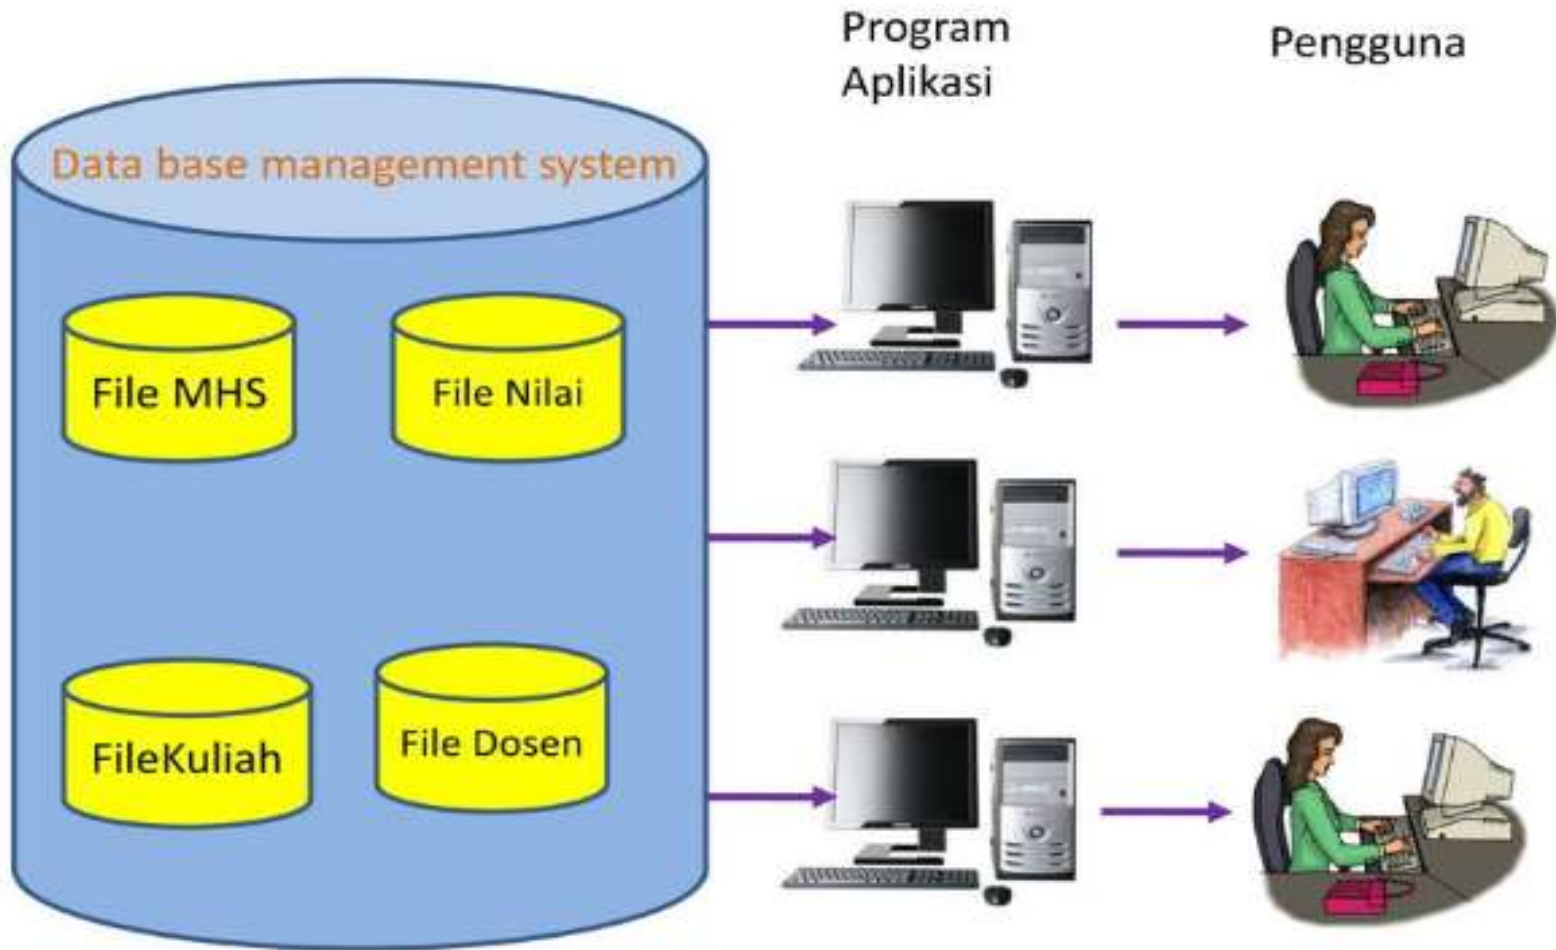 Program
Aplikasi
Pengguna
Data base management system
File MHS
File Nilai
FileKuliah
File Dosen